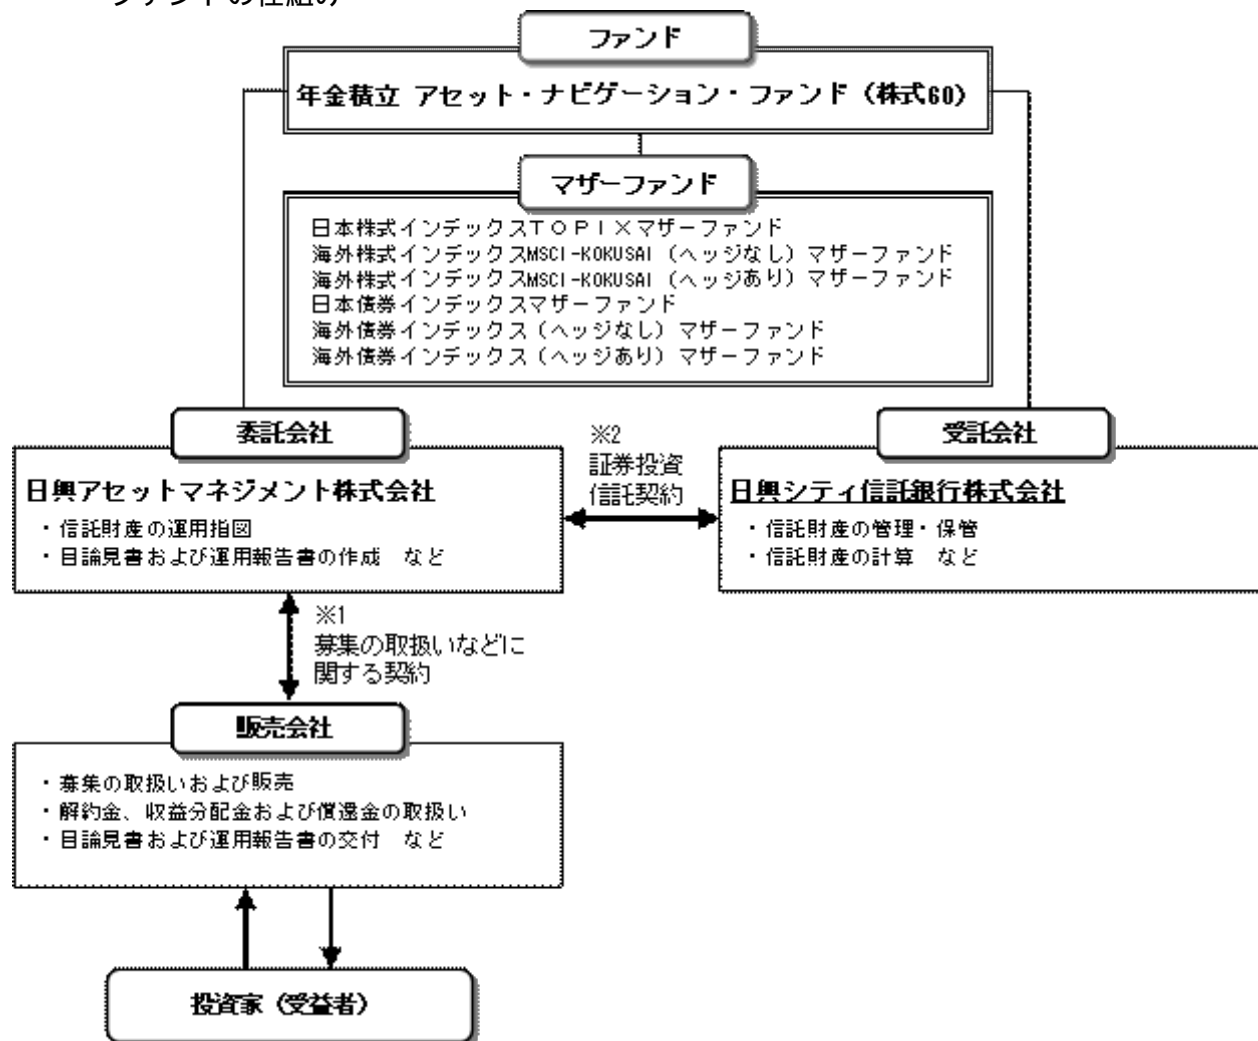 ファンドの仕組み
ファンド
年金積立 アセット・ナビゲーション・ファンド（株式60）
マザーファンド
日本株式インデックスＴＯＰＩＸマザーファンド
海外株式インデックスMSCI-KOKUSAI（ヘッジなし）マザーファンド
海外株式インデックスMSCI-KOKUSAI（ヘッジあり）マザーファンド
日本債券インデックスマザーファンド
海外債券インデックス（ヘッジなし）マザーファンド
海外債券インデックス（ヘッジあり）マザーファンド
委託会社
日興アセットマネジメント株式会社
・信託財産の運用指図
・目論見書および運用報告書の作成　など
※2
証券投資
信託契約
受託会社
日興シティ信託銀行株式会社
・信託財産の管理・保管
・信託財産の計算　など
※1
募集の取扱いなどに
関する契約
販売会社
・募集の取扱いおよび販売
・解約金、収益分配金および償還金の取扱い
・目論見書および運用報告書の交付　など
投資家（受益者）